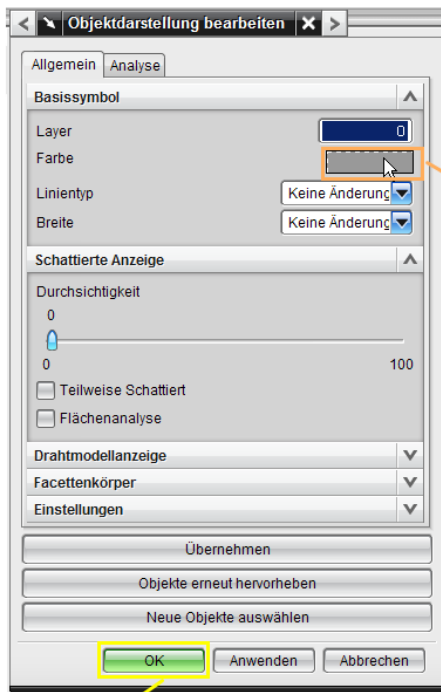 Objektdarstellung bearbeiten
Allgemein Analyse
Basissymbol
Layer 0
Farbe
Linientyp Keine Änderung
Breite Keine Änderung
Schattierte Anzeige
Durchsichtigkeit
0
0 100
Teilweise Schattiert
Flächenanalyse
Drahtmodellanzeige
Facettenkörper
Einstellungen
Übernehmen
Objekte erneut hervorheben
Neue Objekte auswählen
OK Anwenden Abbrechen